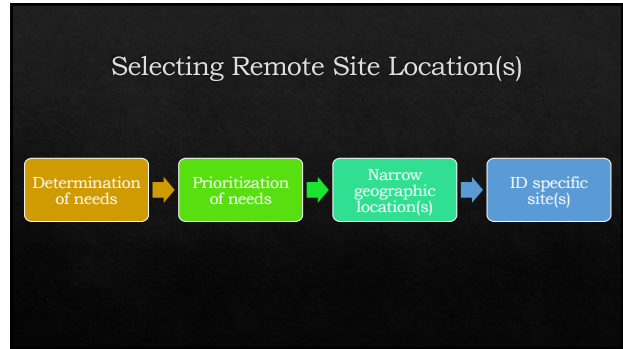 Selecting Remote Site Location(s)
Determination
of needs
Prioritization
of needs
Narrow
geographic
location(s)
ID specific
site(s)